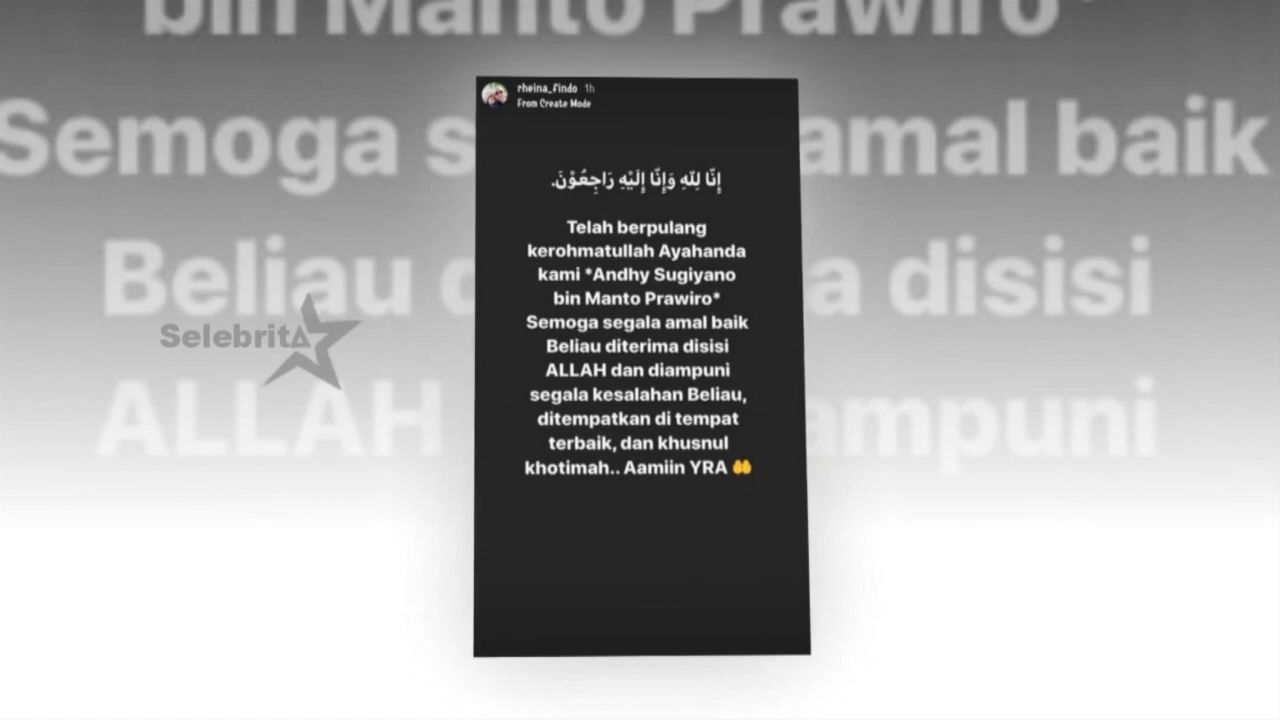 bin Manto Prawiro*
Semoga s amal baik
Beliau d a disisi
ALLAH ampuni
Selebrita
rheina_findo 1h
From Create Mode
إِنَّا لِلّٰهِ وَإِنَّا إِلَيْهِ رَاجِعُوْنَ.
Telah berpulang
kerohmatullah Ayahanda
kami *Andhy Sugiyano
bin Manto Prawiro*
Semoga segala amal baik
Beliau diterima disisi
ALLAH dan diampuni
segala kesalahan Beliau,
ditempatkan di tempat
terbaik, dan khusnul
khotimah.. Aamiin YRA 🤲